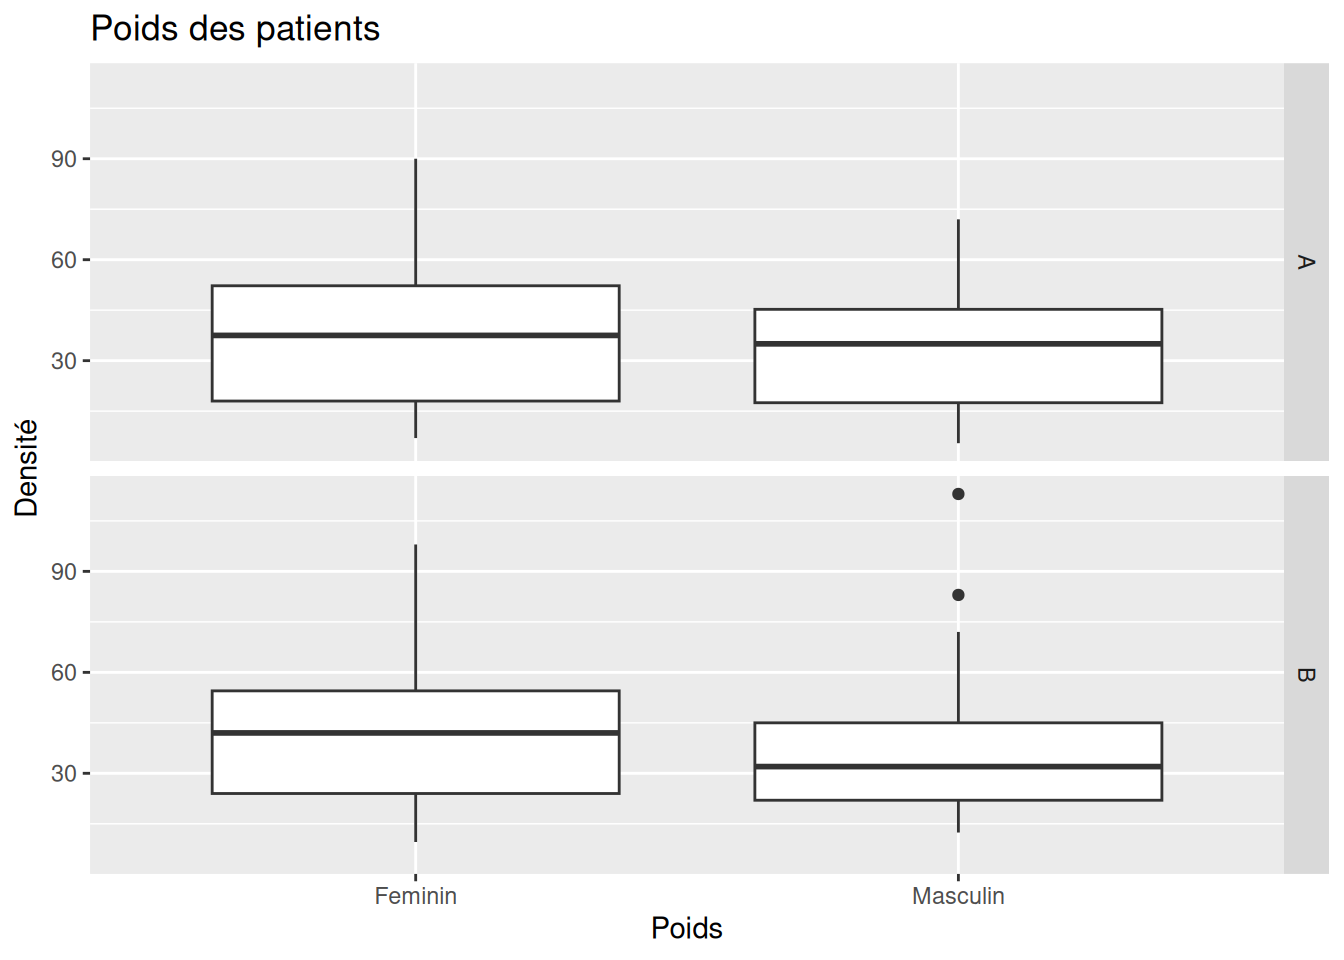 Poids des patients
90
60
30
A
Densité
90
60
30
B
Feminin
Masculin
Poids